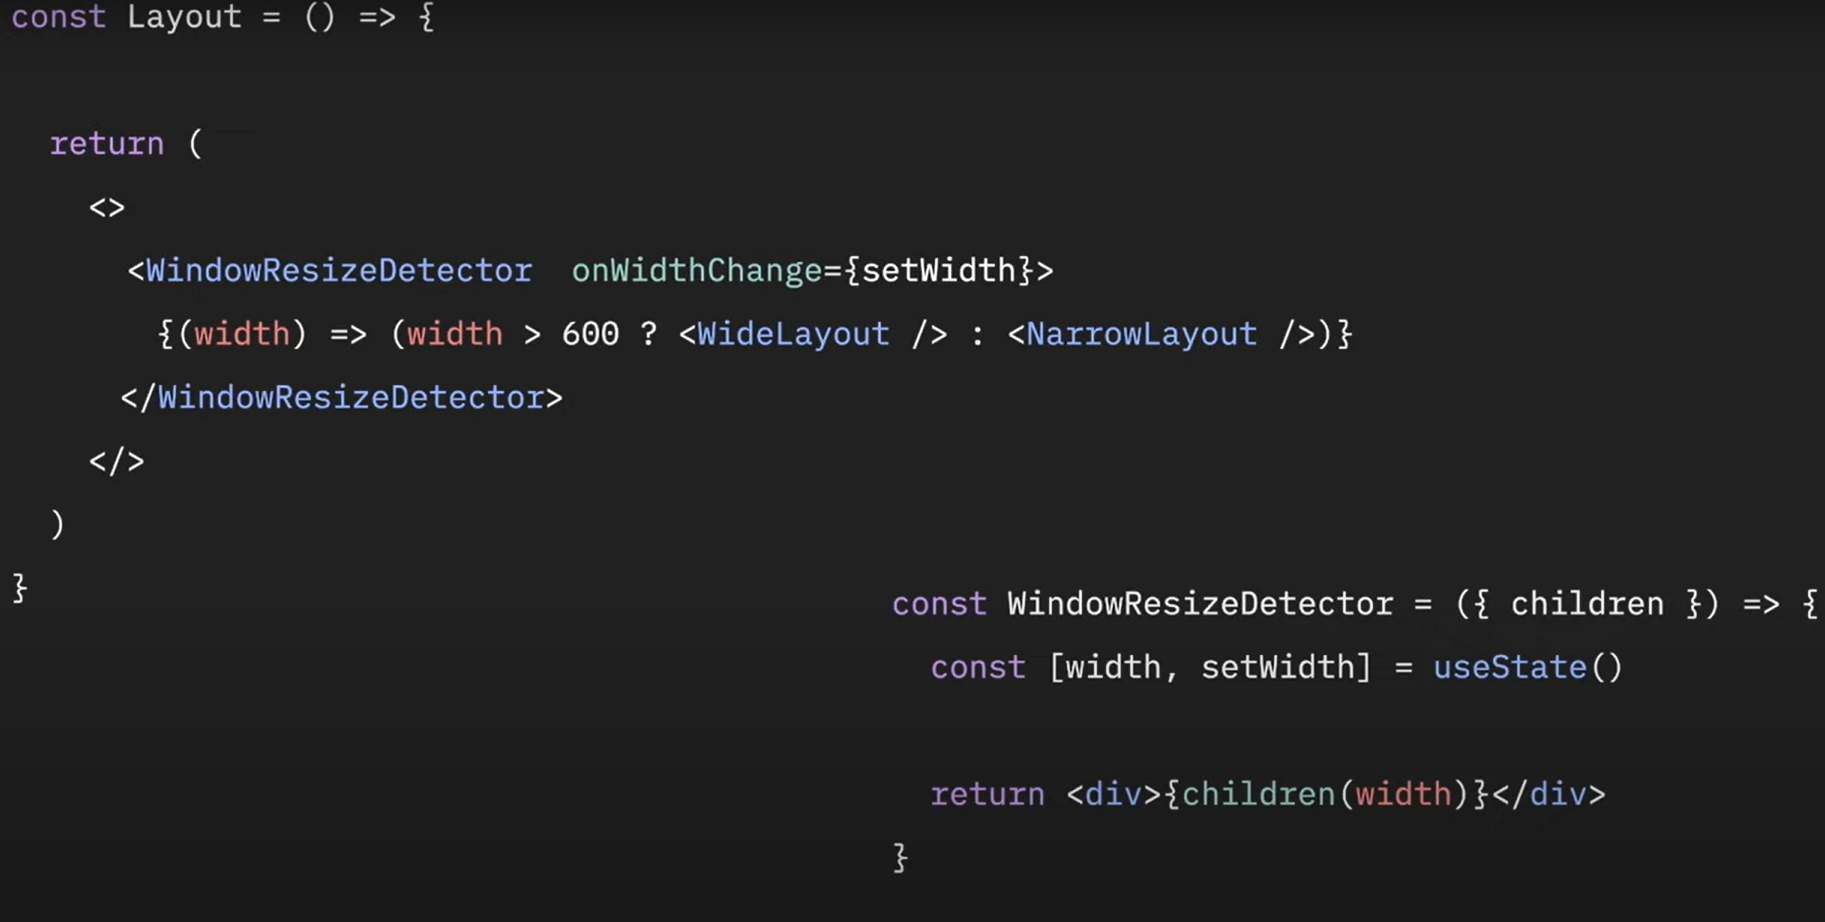 const Layout = () => {
return (
<>
<WindowResizeDetector onWidthChange={setWidth}>
{(width) => (width > 600 ? <WideLayout /> : <NarrowLayout />)}
</WindowResizeDetector>
</>
)
}
const WindowResizeDetector = ({ children }) => {
const [width, setWidth] = useState()
return <div>{children(width)}</div>
}